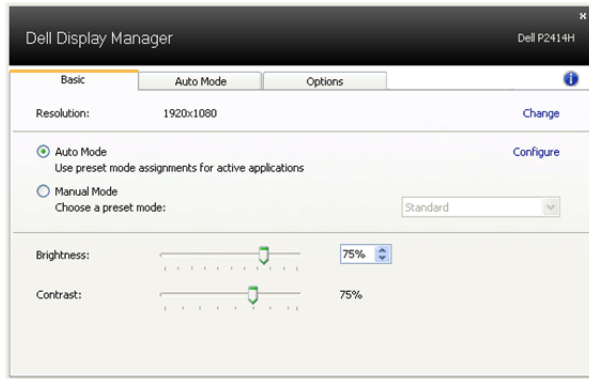 Dell Display Manager
Dell P2414H
Basic
Auto Mode
Options
Resolution:
1920x1080
Change
Auto Mode
Configure
Use preset mode assignments for active applications
Manual Mode
Choose a preset mode:
Standard
Brightness:
75%
Contrast:
75%